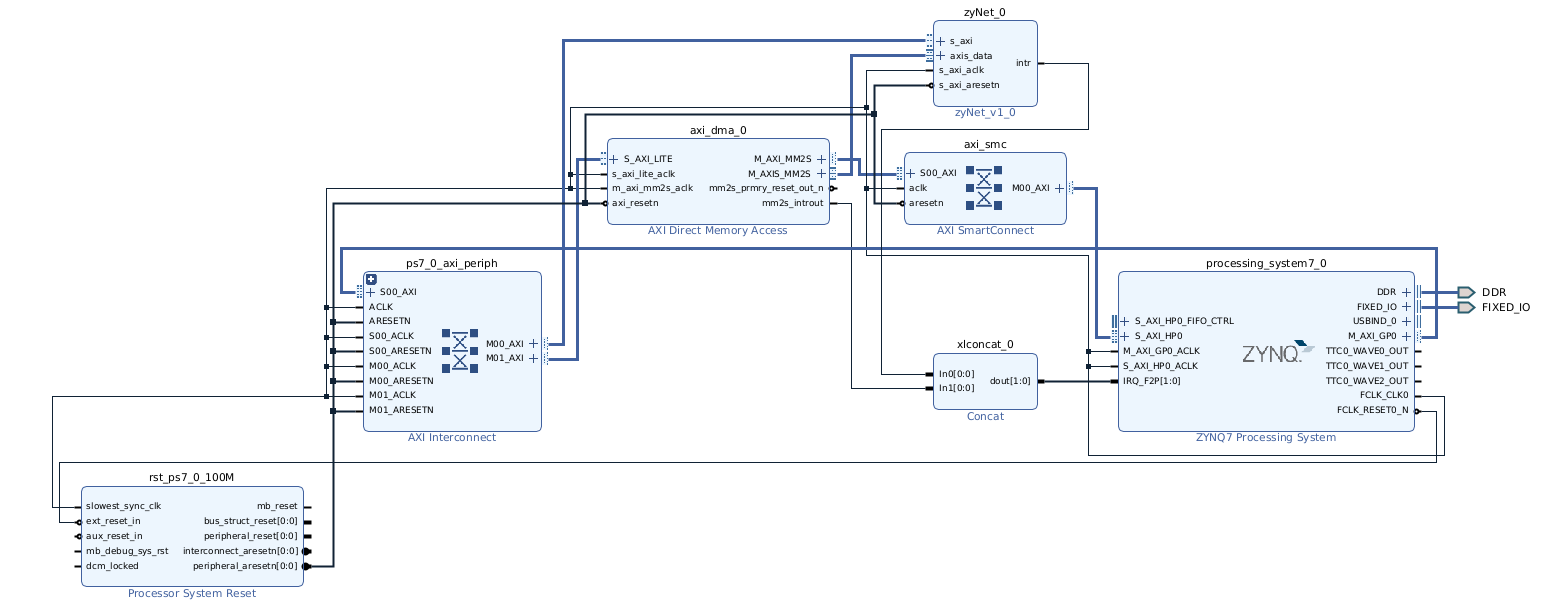 zyNet_0
s_axi
axis_data
s_axi_aclk
s_axi_aresetn
intr
zyNet_v1_0
axi_dma_0
S_AXI_LITE
s_axi_lite_aclk
m_axi_mm2s_aclk
axi_resetn
M_AXI_MM2S
M_AXIS_MM2S
mm2s_prmry_reset_out_n
mm2s_introut
AXI Direct Memory Access
axi_smc
S00_AXI
aclk
aresetn
M00_AXI
AXI SmartConnect
ps7_0_axi_periph
S00_AXI
ACLK
ARESETN
S00_ACLK
S00_ARESETN
M00_ACLK
M00_ARESETN
M01_ACLK
M01_ARESETN
M00_AXI
M01_AXI
AXI Interconnect
xlconcat_0
In0[0:0]
In1[0:0]
dout[1:0]
Concat
processing_system7_0
S_AXI_HP0_FIFO_CTRL
S_AXI_HP0
M_AXI_GP0_ACLK
S_AXI_HP0_ACLK
IRQ_F2P[1:0]
ZYNQ
DDR
FIXED_IO
USBIND_0
M_AXI_GP0
TTC0_WAVE0_OUT
TTC0_WAVE1_OUT
TTC0_WAVE2_OUT
FCLK_CLK0
FCLK_RESET0_N
ZYNQ7 Processing System
DDR
FIXED_IO
rst_ps7_0_100M
slowest_sync_clk
ext_reset_in
aux_reset_in
mb_debug_sys_rst
dcm_locked
mb_reset
bus_struct_reset[0:0]
peripheral_reset[0:0]
interconnect_aresetn[0:0]
peripheral_aresetn[0:0]
Processor System Reset